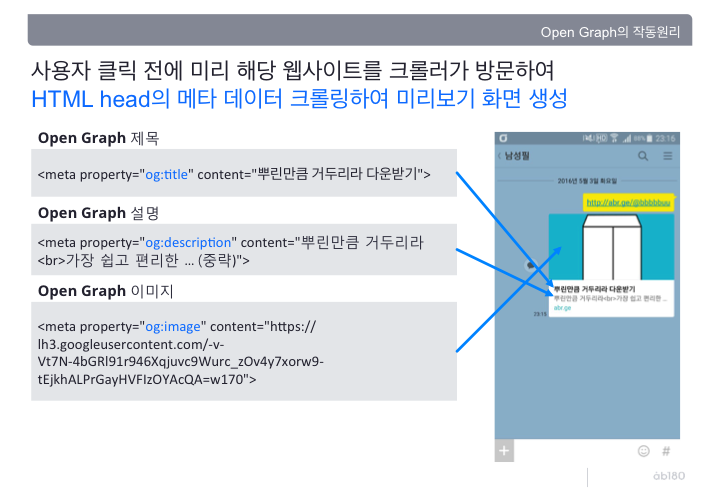 Open Graph의 작동원리
사용자 클릭 전에 미리 해당 웹사이트를 크롤러가 방문하여
HTML head의 메타 데이터 크롤링하여 미리보기 화면 생성
Open Graph 제목
<meta property="og:title" content="뿌린만큼 거두리라 다운받기">
Open Graph 설명
<meta property="og:description" content="뿌린만큼 거두리라
<br>가장 쉽고 편리한 ... (중략)">
Open Graph 이미지
<meta property="og:image" content="https://
lh3.googleusercontent.com/-v-
Vt7N-4bGRl91r946Xqjuvc9Wurc_zOv4y7xorw9-
tEjkhALPrGayHVFIzOYAcQA=w170">
86% 23:16
남성필
2016년 5월 3일 화요일
http://abr.ge/@bbbbbuu
뿌린만큼 거두리라 다운받기
뿌린만큼 거두리라<br>가장 쉽고 편리한 ...
abr.ge
23:15
ab180